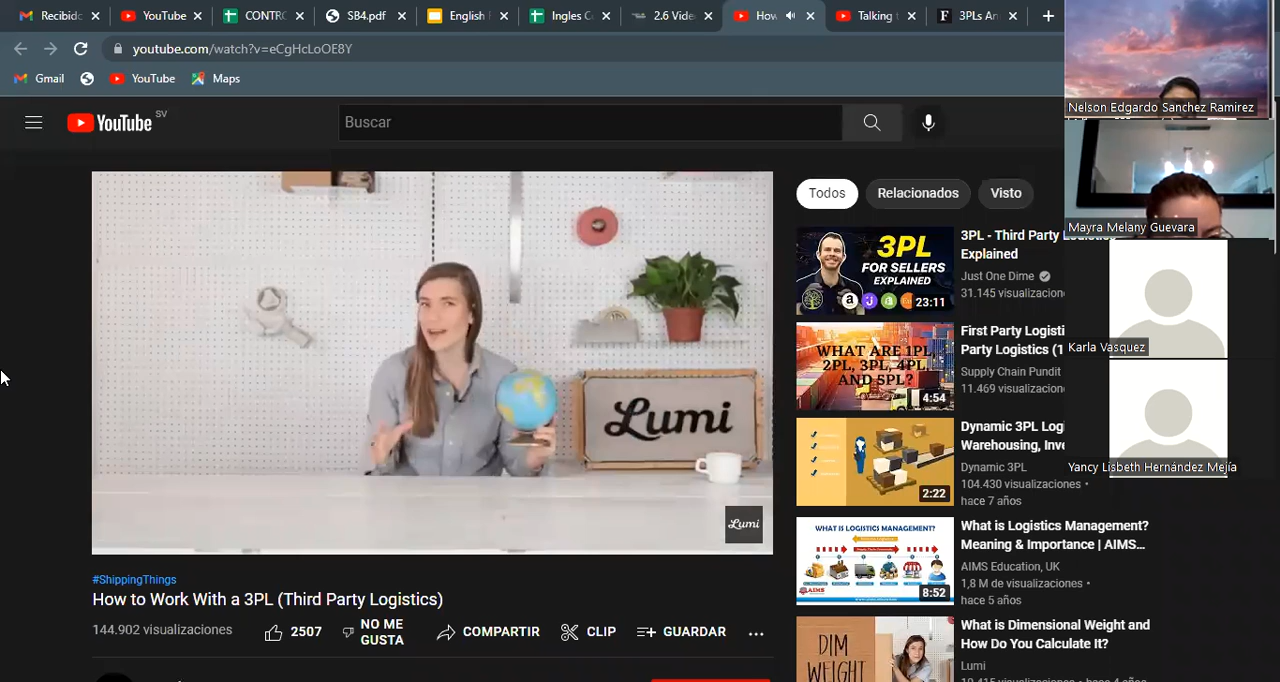 Recibid
YouTube
CONTRO
SB4.pdf
English F
Ingles C
2.6 Vide
How
Talking t
3PLs An
youtube.com/watch?v=eCgHcLoOE8Y
Gmail
YouTube
Maps
YouTube SV
Buscar
Todos
Relacionados
Visto
Lumi
Lumi
#ShippingThings
How to Work With a 3PL (Third Party Logistics)
144.902 visualizaciones
2507
NO ME
GUSTA
COMPARTIR
CLIP
GUARDAR
3PL
FOR SELLERS
EXPLAINED
23:11
3PL - Third Party Logistics
Explained
Just One Dime
31.145 visualizacion
WHAT ARE 1PL,
2PL, 3PL, 4PL
AND 5PL?
4:54
First Party Logisti
Party Logistics (1
Supply Chain Pundit
11.469 visualizacion
2:22
Dynamic 3PL Logi
Warehousing, Inve
Dynamic 3PL
104.430 visualizaciones •
hace 7 años
WHAT IS LOGISTICS MANAGEMENT?
AIMS
8:52
What is Logistics Management?
Meaning & Importance | AIMS...
AIMS Education, UK
1,8 M de visualizaciones •
hace 5 años
DIM
WEIGHT
What is Dimensional Weight and
How Do You Calculate It?
Lumi
Nelson Edgardo Sanchez Ramirez
Mayra Melany Guevara
Karla Vasquez
Yancy Lisbeth Hernández Mejía